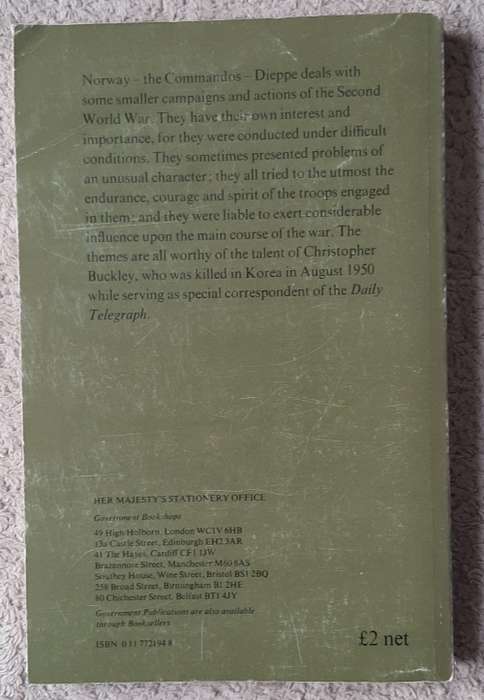 Norway – the Commandos – Dieppe deals with
some smaller campaigns and actions of the Second
World War. They have their own interest and
importance, for they were conducted under difficult
conditions. They sometimes presented problems of
an unusual character; they all tried to the utmost the
endurance, courage and spirit of the troops engaged
in them; and they were liable to exert considerable
influence upon the main course of the war. The
themes are all worthy of the talent of Christopher
Buckley, who was killed in Korea in August 1950
while serving as special correspondent of the Daily
Telegraph.
HER MAJESTY'S STATIONERY OFFICE
Government Bookshops
49 High Holborn, London WC1V 6HB
13a Castle Street, Edinburgh EH2 3AR
41 The Hayes, Cardiff CF1 1JW
Brazennose Street, Manchester M60 8AS
Southey House, Wine Street, Bristol BS1 2BQ
258 Broad Street, Birmingham B1 2HE
80 Chichester Street, Belfast BT1 4JY
Government Publications are also available
through Booksellers
ISBN 0 11 772194 8
£2 net